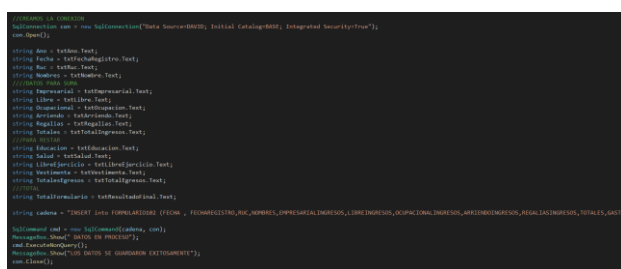 //CREAMOS LA CONEXION
SqlConnection con = new SqlConnection("Data Source=DAVID; Initial Catalog=BASE; Integrated Security=True");
con.Open();
string Ano = txtAno.Text;
string Fecha = txtFechaRegistro.Text;
string Ruc = txtRuc.Text;
string Nombres = txtNombre.Text;
////DATOS PARA SUMA
string Empresarial = txtEmpresarial.Text;
string Libre = txtLibre.Text;
string Ocupacional = txtOcupacion.Text;
string Arriendo = txtArriendo.Text;
string Regalias = txtRegalias.Text;
string Totales = txtTotalIngresos.Text;
///PARA RESTAR
string Educacion = txtEducacion.Text;
string Salud = txtSalud.Text;
string LibreEjercicio = txtLibreEjercicio.Text;
string Vestimenta = txtVestimenta.Text;
string TotalesEgresos = txtTotalEgresos.Text;
///TOTAL
string TotalFormulario = txtResultadoFinal.Text;
string cadena = "INSERT into FORMULARIO102 (FECHA , FECHAREGISTRO,RUC,NOMBRES,EMPRESARIALINGRESOS,LIBREINGRESOS,OCUPACIONALINGRESOS,ARRIENDOINGRESOS,REGALIASINGRESOS,TOTALES,GAST
SqlCommand cmd = new SqlCommand(cadena, con);
MessageBox.Show(" DATOS EN PROCESO");
cmd.ExecuteNonQuery();
MessageBox.Show("LOS DATOS SE GUARDARON EXITOSAMENTE");
con.Close();